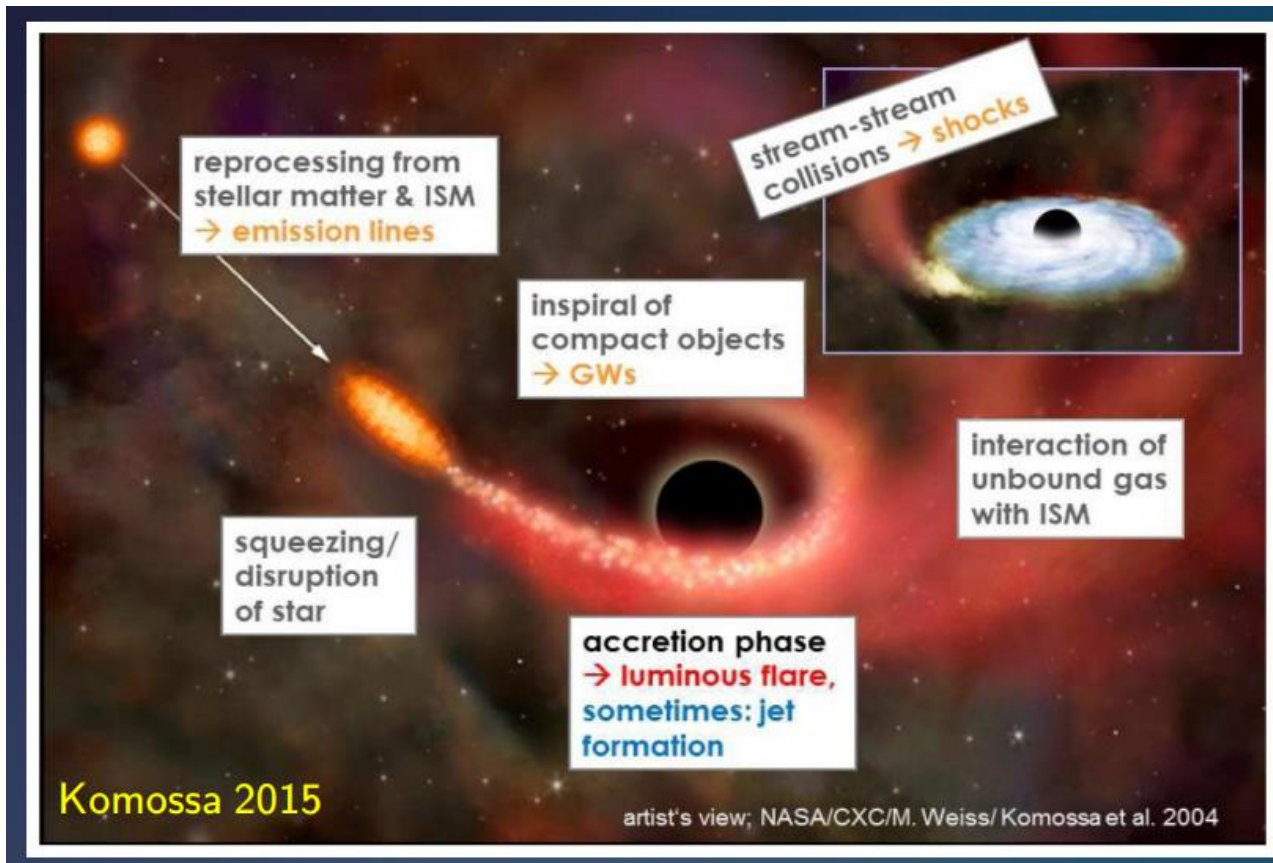 stream-stream
collisions → shocks
reprocessing from
stellar matter & ISM
→ emission lines
inspiral of
compact objects
→ GWs
interaction of
unbound gas
with ISM
squeezing/
disruption
of star
accretion phase
→ luminous flare,
sometimes: jet
formation
Komossa 2015
artist's view; NASA/CXC/M. Weiss/ Komossa et al. 2004